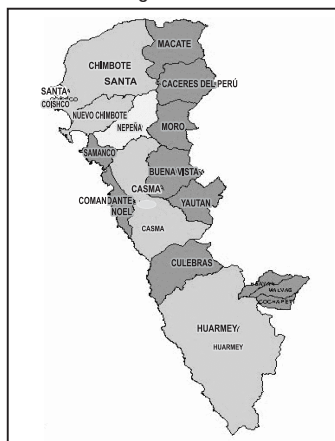 MACATE
CHIMBOTE
SANTA
CACERES DEL PERÚ
SANTA
COISHCO
NUEVO CHIMBOTE
NEPEÑA
MORO
SAMANCO
BUENA VISTA
CASMA
COMANDANTE
NOEL
YAUTAN
CASMA
CULEBRAS
MALVAS
COCHAPETI
HUARMEY
HUARMEY